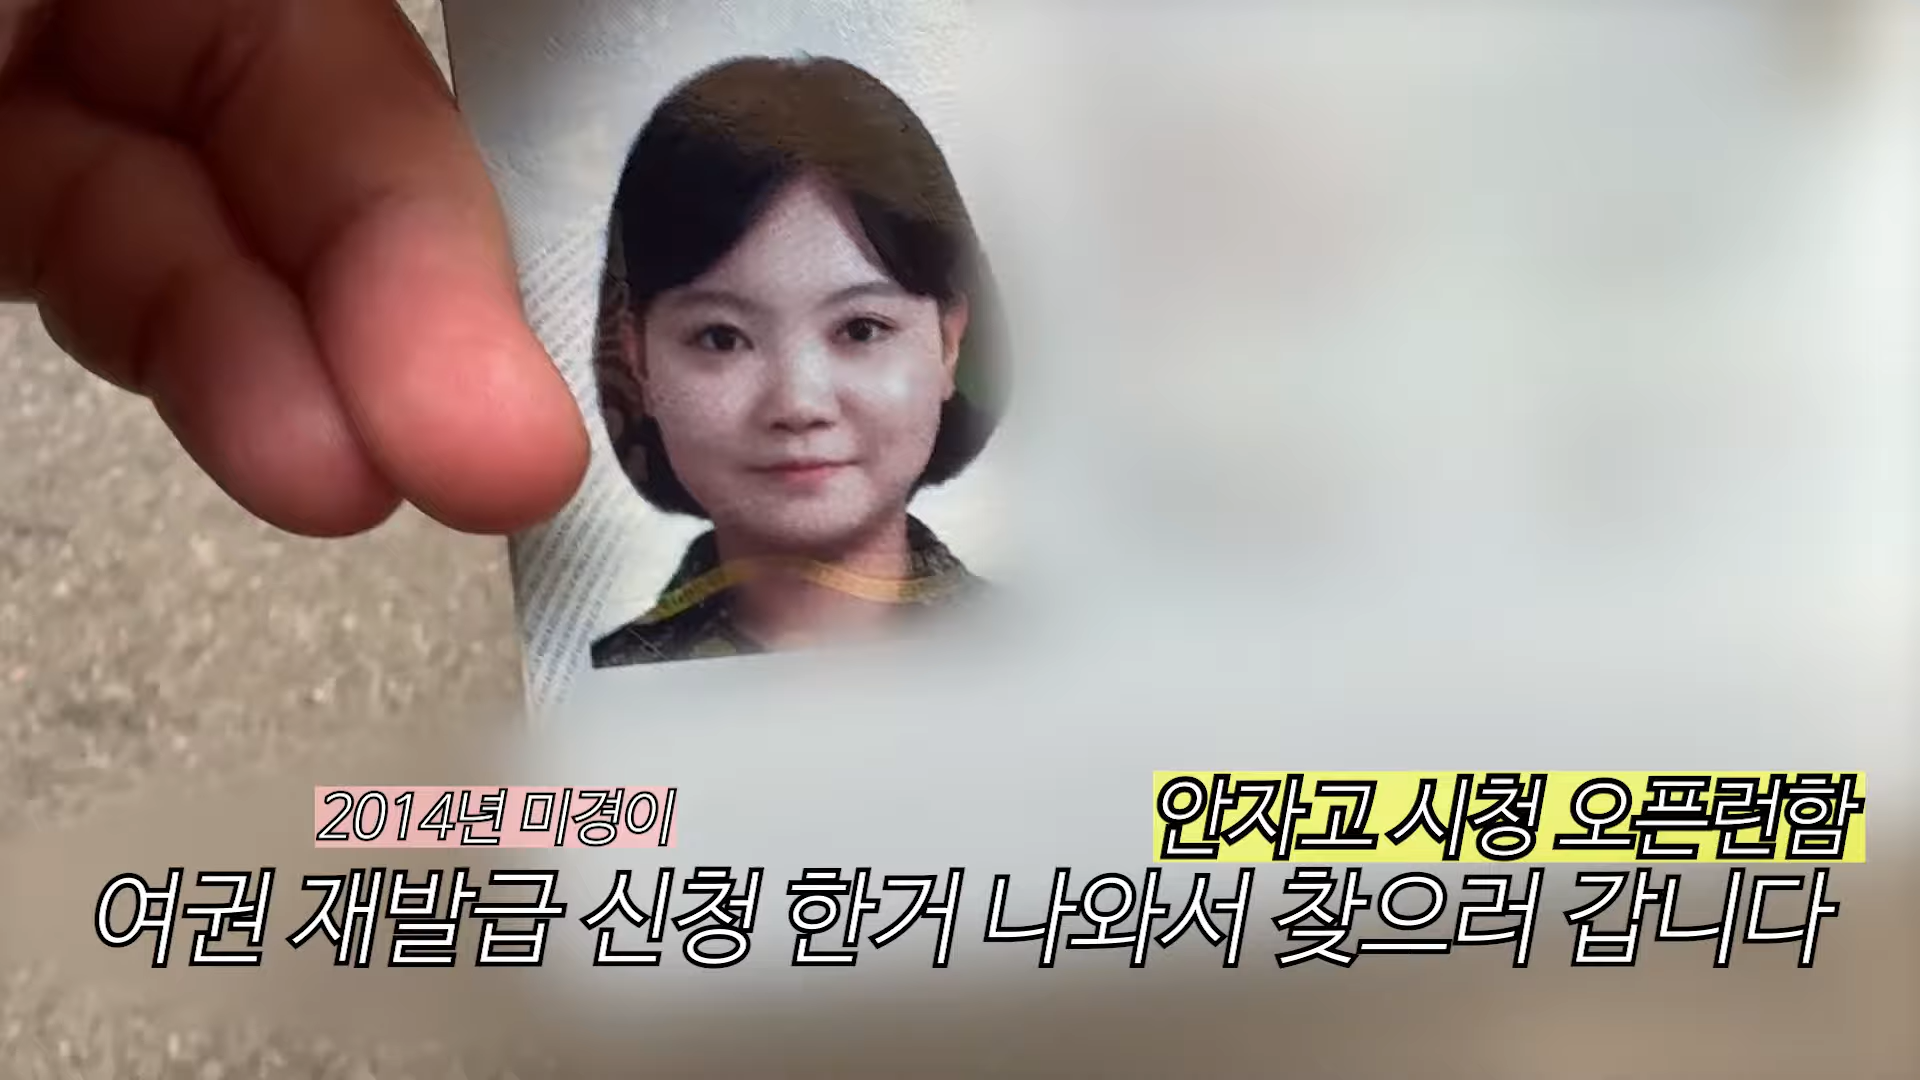 2014년 미경이
안자고 시청 오픈런함
여권 재발급 신청 한거 나와서 찾으러 갑니다